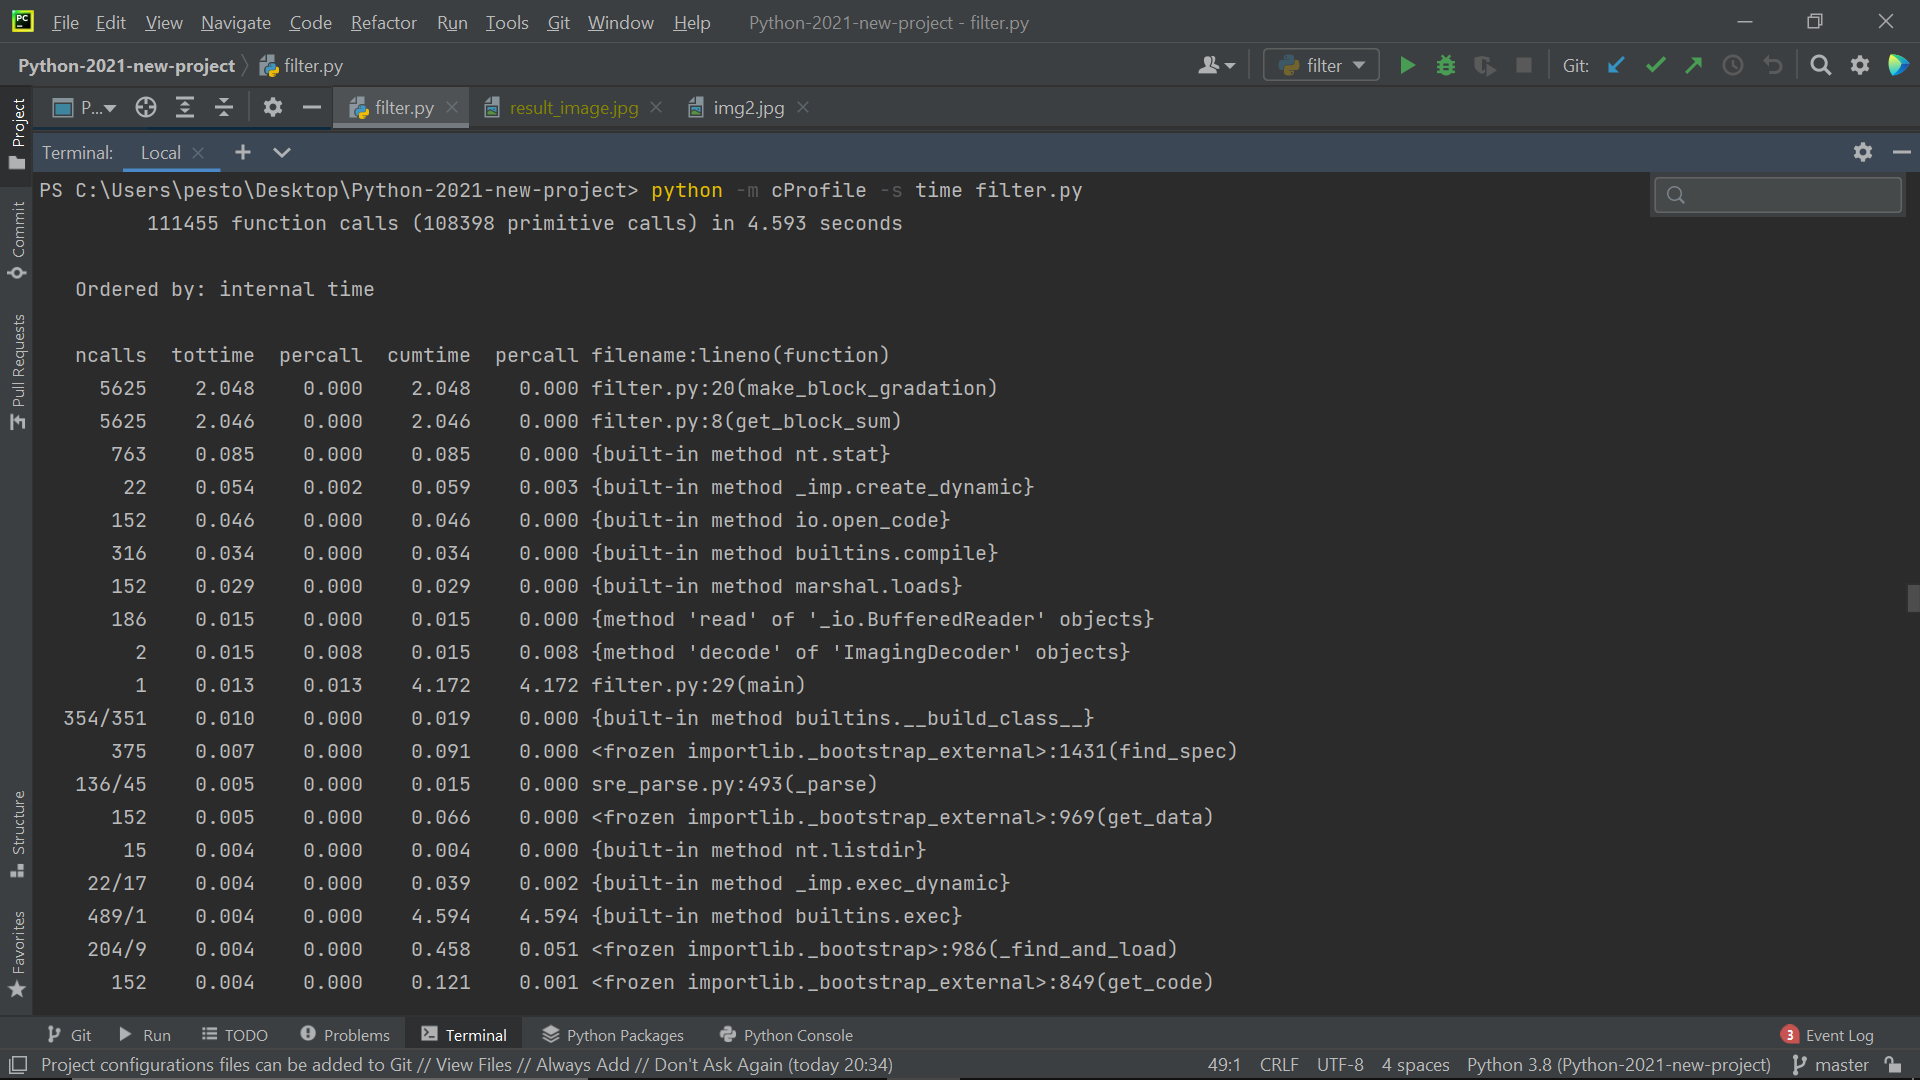 PC File Edit View Navigate Code Refactor Run Tools Git Window Help Python-2021-new-project - filter.py
Python-2021-new-project filter.py filter Git:
P... filter.py result_image.jpg img2.jpg
Terminal: Local
PS C:\Users\pesto\Desktop\Python-2021-new-project> python -m cProfile -s time filter.py
111455 function calls (108398 primitive calls) in 4.593 seconds
Ordered by: internal time
ncalls tottime percall cumtime percall filename:lineno(function)
5625 2.048 0.000 2.048 0.000 filter.py:20(make_block_gradation)
5625 2.046 0.000 2.046 0.000 filter.py:8(get_block_sum)
763 0.085 0.000 0.085 0.000 {built-in method nt.stat}
22 0.054 0.002 0.059 0.003 {built-in method _imp.create_dynamic}
152 0.046 0.000 0.046 0.000 {built-in method io.open_code}
316 0.034 0.000 0.034 0.000 {built-in method builtins.compile}
152 0.029 0.000 0.029 0.000 {built-in method marshal.loads}
186 0.015 0.000 0.015 0.000 {method 'read' of '_io.BufferedReader' objects}
2 0.015 0.008 0.015 0.008 {method 'decode' of 'ImagingDecoder' objects}
1 0.013 0.013 4.172 4.172 filter.py:29(main)
354/351 0.010 0.000 0.019 0.000 {built-in method builtins.__build_class__}
375 0.007 0.000 0.091 0.000 <frozen importlib._bootstrap_external>:1431(find_spec)
136/45 0.005 0.000 0.015 0.000 sre_parse.py:493(_parse)
152 0.005 0.000 0.066 0.000 <frozen importlib._bootstrap_external>:969(get_data)
15 0.004 0.000 0.004 0.000 {built-in method nt.listdir}
22/17 0.004 0.000 0.039 0.002 {built-in method _imp.exec_dynamic}
489/1 0.004 0.000 4.594 4.594 {built-in method builtins.exec}
204/9 0.004 0.000 0.458 0.051 <frozen importlib._bootstrap>:986(_find_and_load)
152 0.004 0.000 0.121 0.001 <frozen importlib._bootstrap_external>:849(get_code)
Project
Commit
Pull Requests
Structure
Favorites
Git Run TODO Problems Terminal Python Packages Python Console 3 Event Log
Project configurations files can be added to Git // View Files // Always Add // Don't Ask Again (today 20:34) 49:1 CRLF UTF-8 4 spaces Python 3.8 (Python-2021-new-project) master